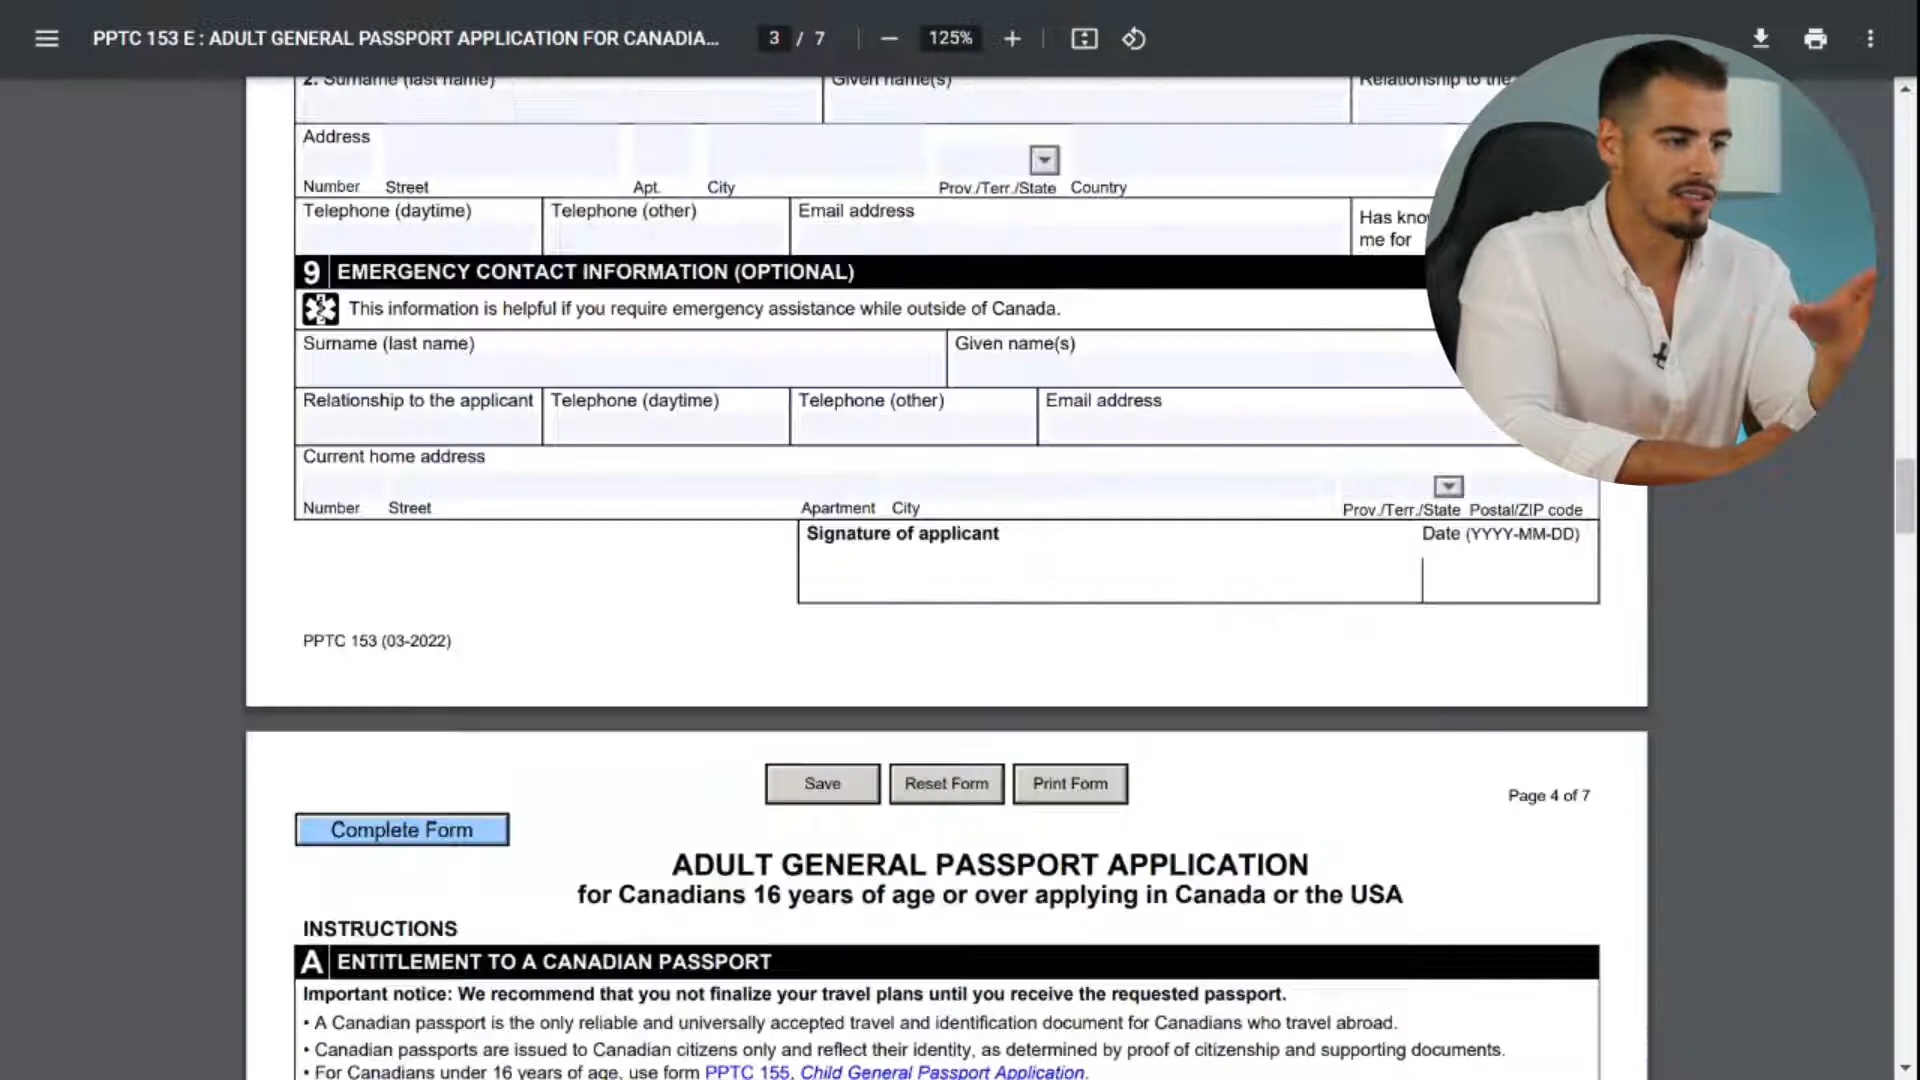 PPTC 153 E : ADULT GENERAL PASSPORT APPLICATION FOR CANADIA... 3 / 7 125%
2. Surname (last name) Given name(s) Relationship to the
Address
Number Street Apt. City Prov./Terr./State Country
Telephone (daytime) Telephone (other) Email address Has kno
me for
9 EMERGENCY CONTACT INFORMATION (OPTIONAL)
This information is helpful if you require emergency assistance while outside of Canada.
Surname (last name) Given name(s)
Relationship to the applicant Telephone (daytime) Telephone (other) Email address
Current home address
Number Street Apartment City Prov./Terr./State Postal/ZIP code
Signature of applicant Date (YYYY-MM-DD)
PPTC 153 (03-2022)
Save Reset Form Print Form
Page 4 of 7
Complete Form
ADULT GENERAL PASSPORT APPLICATION
for Canadians 16 years of age or over applying in Canada or the USA
INSTRUCTIONS
A ENTITLEMENT TO A CANADIAN PASSPORT
Important notice: We recommend that you not finalize your travel plans until you receive the requested passport.
• A Canadian passport is the only reliable and universally accepted travel and identification document for Canadians who travel abroad.
• Canadian passports are issued to Canadian citizens only and reflect their identity, as determined by proof of citizenship and supporting documents.
• For Canadians under 16 years of age, use form PPTC 155, Child General Passport Application.